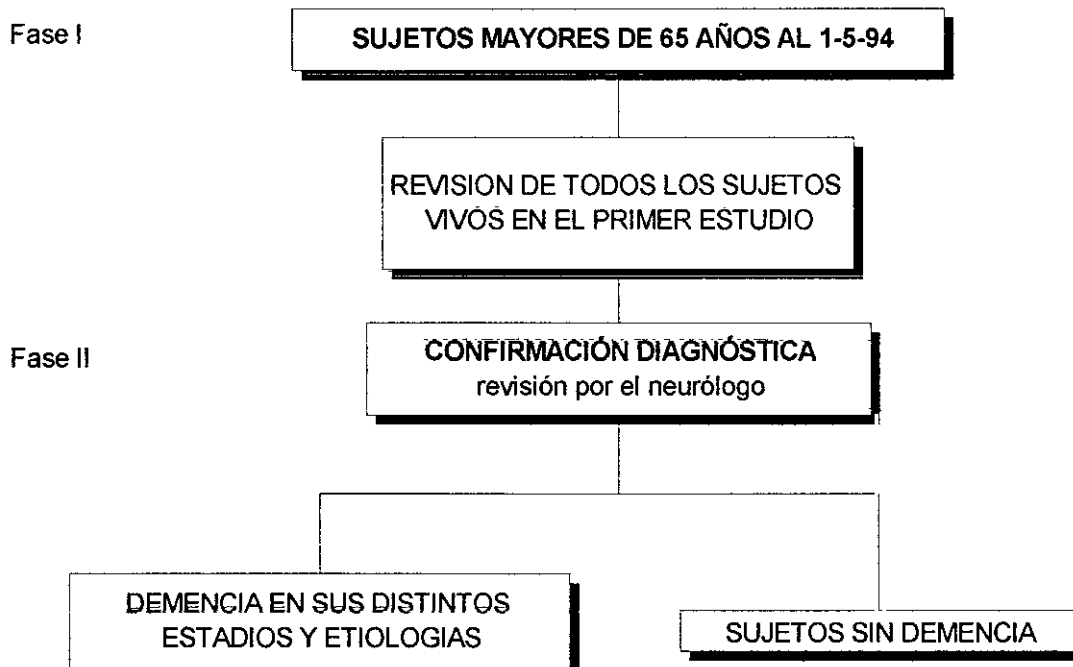 Fase I
SUJETOS MAYORES DE 65 AÑOS AL 1-5-94
REVISION DE TODOS LOS SUJETOS
VIVOS EN EL PRIMER ESTUDIO
Fase II
CONFIRMACIÓN DIAGNÓSTICA
revisión por el neurólogo
DEMENCIA EN SUS DISTINTOS
ESTADIOS Y ETIOLOGIAS
SUJETOS SIN DEMENCIA